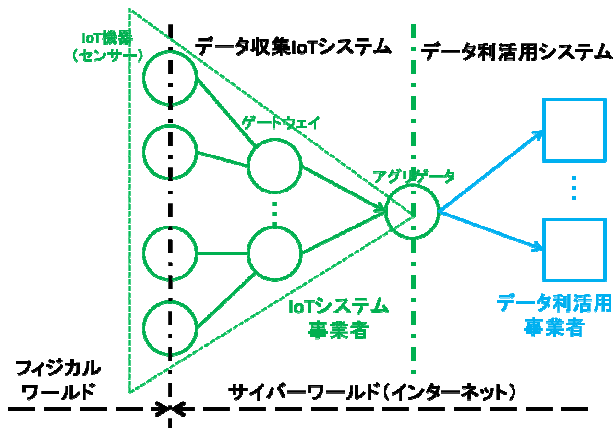 IoT機器
（センサー）
データ収集IoTシステム
データ利活用システム
ゲートウェイ
アグリゲータ
IoTシステム
事業者
データ利活用
事業者
フィジカル
ワールド
サイバーワールド（インターネット）